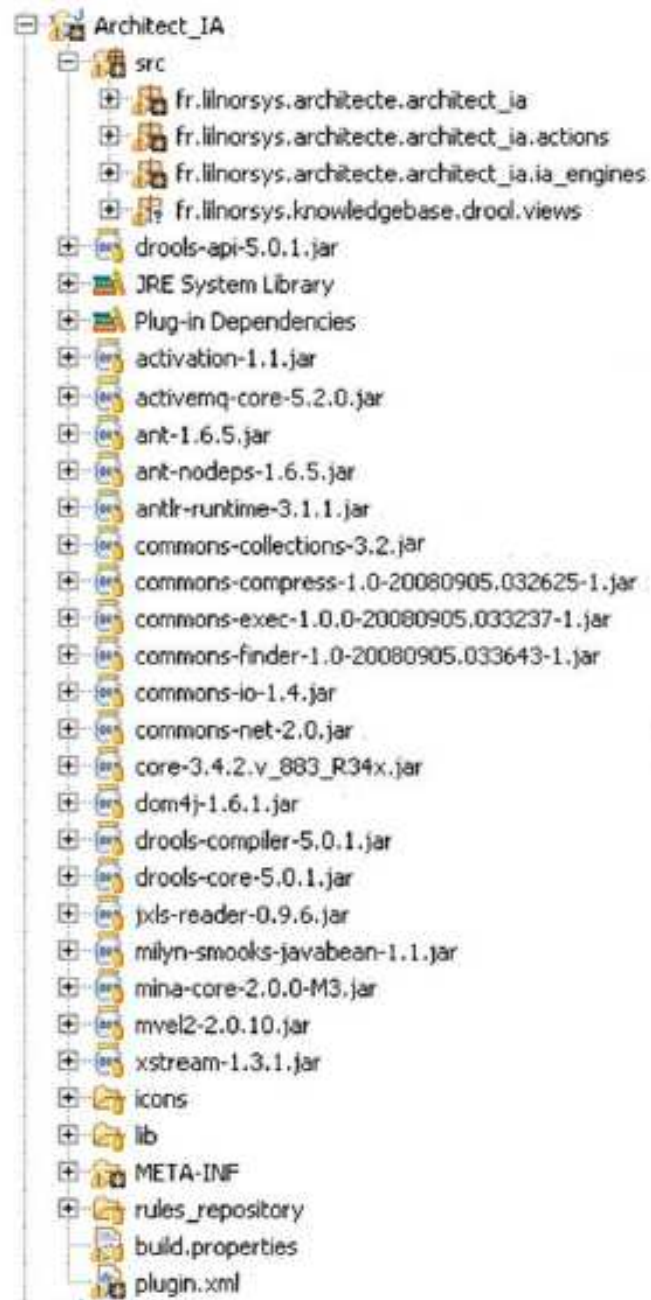 Architect_IA
src
fr.lilnorsys.architecte.architect_ia
fr.lilnorsys.architecte.architect_ia.actions
fr.lilnorsys.architecte.architect_ia.ia_engines
fr.lilnorsys.knowledgebase.drool.views
drools-api-5.0.1.jar
JRE System Library
Plug-in Dependencies
activation-1.1.jar
activemq-core-5.2.0.jar
ant-1.6.5.jar
ant-nodeps-1.6.5.jar
antlr-runtime-3.1.1.jar
commons-collections-3.2.jar
commons-compress-1.0-20080905.032625-1.jar
commons-exec-1.0.0-20080905.033237-1.jar
commons-finder-1.0-20080905.033643-1.jar
commons-io-1.4.jar
commons-net-2.0.jar
core-3.4.2.v_883_R34x.jar
dom4j-1.6.1.jar
drools-compiler-5.0.1.jar
drools-core-5.0.1.jar
jxls-reader-0.9.6.jar
milyn-smooks-javabean-1.1.jar
mina-core-2.0.0-M3.jar
mvel2-2.0.10.jar
xstream-1.3.1.jar
icons
lib
META-INF
rules_repository
build.properties
plugin.xml